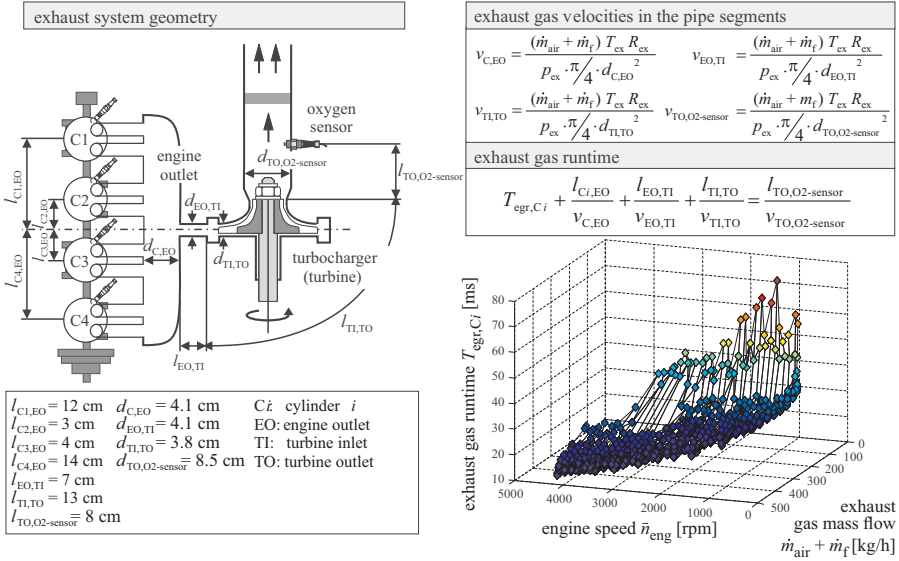 exhaust system geometry
oxygen
sensor
d_TO,O2-sensor
l_TO,O2-sensor
engine
outlet
C1
C2
C3
C4
l_C1,EO
l_C2,EO
l_C3,EO
l_C4,EO
d_EO,TI
d_C,EO
d_TI,TO
turbocharger
(turbine)
l_TI,TO
l_EO,TI
l_C1,EO = 12 cm d_C,EO = 4.1 cm Ci: cylinder i
l_C2,EO = 3 cm d_EO,TI = 4.1 cm EO: engine outlet
l_C3,EO = 4 cm d_TI,TO = 3.8 cm TI: turbine inlet
l_C4,EO = 14 cm d_TO,O2-sensor = 8.5 cm TO: turbine outlet
l_EO,TI = 7 cm
l_TI,TO = 13 cm
l_TO,O2-sensor = 8 cm
exhaust gas velocities in the pipe segments
v_C,EO = (ṁ_air + ṁ_f) T_ex R_ex / p_ex · π/4 · d_C,EO² v_EO,TI = (ṁ_air + ṁ_f) T_ex R_ex / p_ex · π/4 · d_EO,TI²
v_TI,TO = (ṁ_air + ṁ_f) T_ex R_ex / p_ex · π/4 · d_TI,TO² v_TO,O2-sensor = (ṁ_air + m_f) T_ex R_ex / p_ex · π/4 · d_TO,O2-sensor²
exhaust gas runtime
T_egr,Ci + l_Ci,EO / v_C,EO + l_EO,TI / v_EO,TI + l_TI,TO / v_TI,TO = l_TO,O2-sensor / v_TO,O2-sensor
exhaust gas runtime T_egr,Ci [ms]
80
70
60
50
40
30
20
10
5000
4000
3000
2000
1000
0
engine speed n̄_eng [rpm]
0
100
200
300
400
500
exhaust
gas mass flow
ṁ_air + ṁ_f [kg/h]